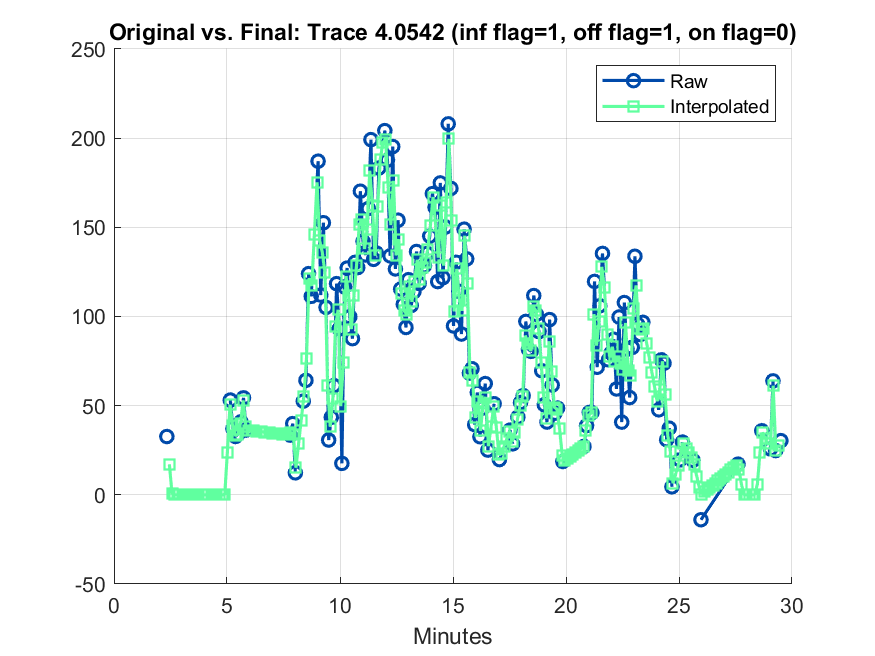 Original vs. Final: Trace 4.0542 (inf flag=1, off flag=1, on flag=0)
250
200
150
100
50
0
-50
Raw
Interpolated
0 5 10 15 20 25 30
Minutes